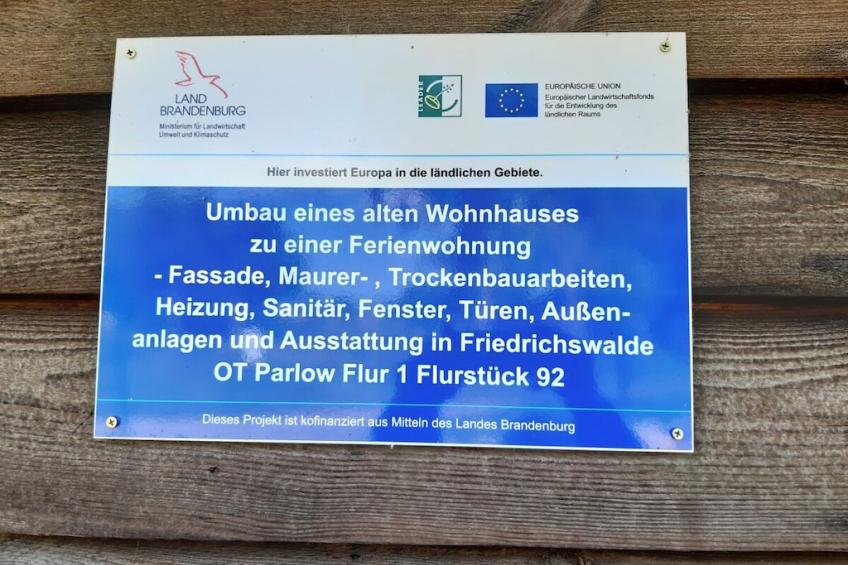 LAND
BRANDENBURG
Ministerium für Landwirtschaft
Umwelt und Klimaschutz
LEADER
EUROPÄISCHE UNION
Europäischer Landwirtschaftsfonds
für die Entwicklung des
ländlichen Raums
Hier investiert Europa in die ländlichen Gebiete.
Umbau eines alten Wohnhauses
zu einer Ferienwohnung
- Fassade, Maurer- , Trockenbauarbeiten,
Heizung, Sanitär, Fenster, Türen, Außen-
anlagen und Ausstattung in Friedrichswalde
OT Parlow Flur 1 Flurstück 92
Dieses Projekt ist kofinanziert aus Mitteln des Landes Brandenburg